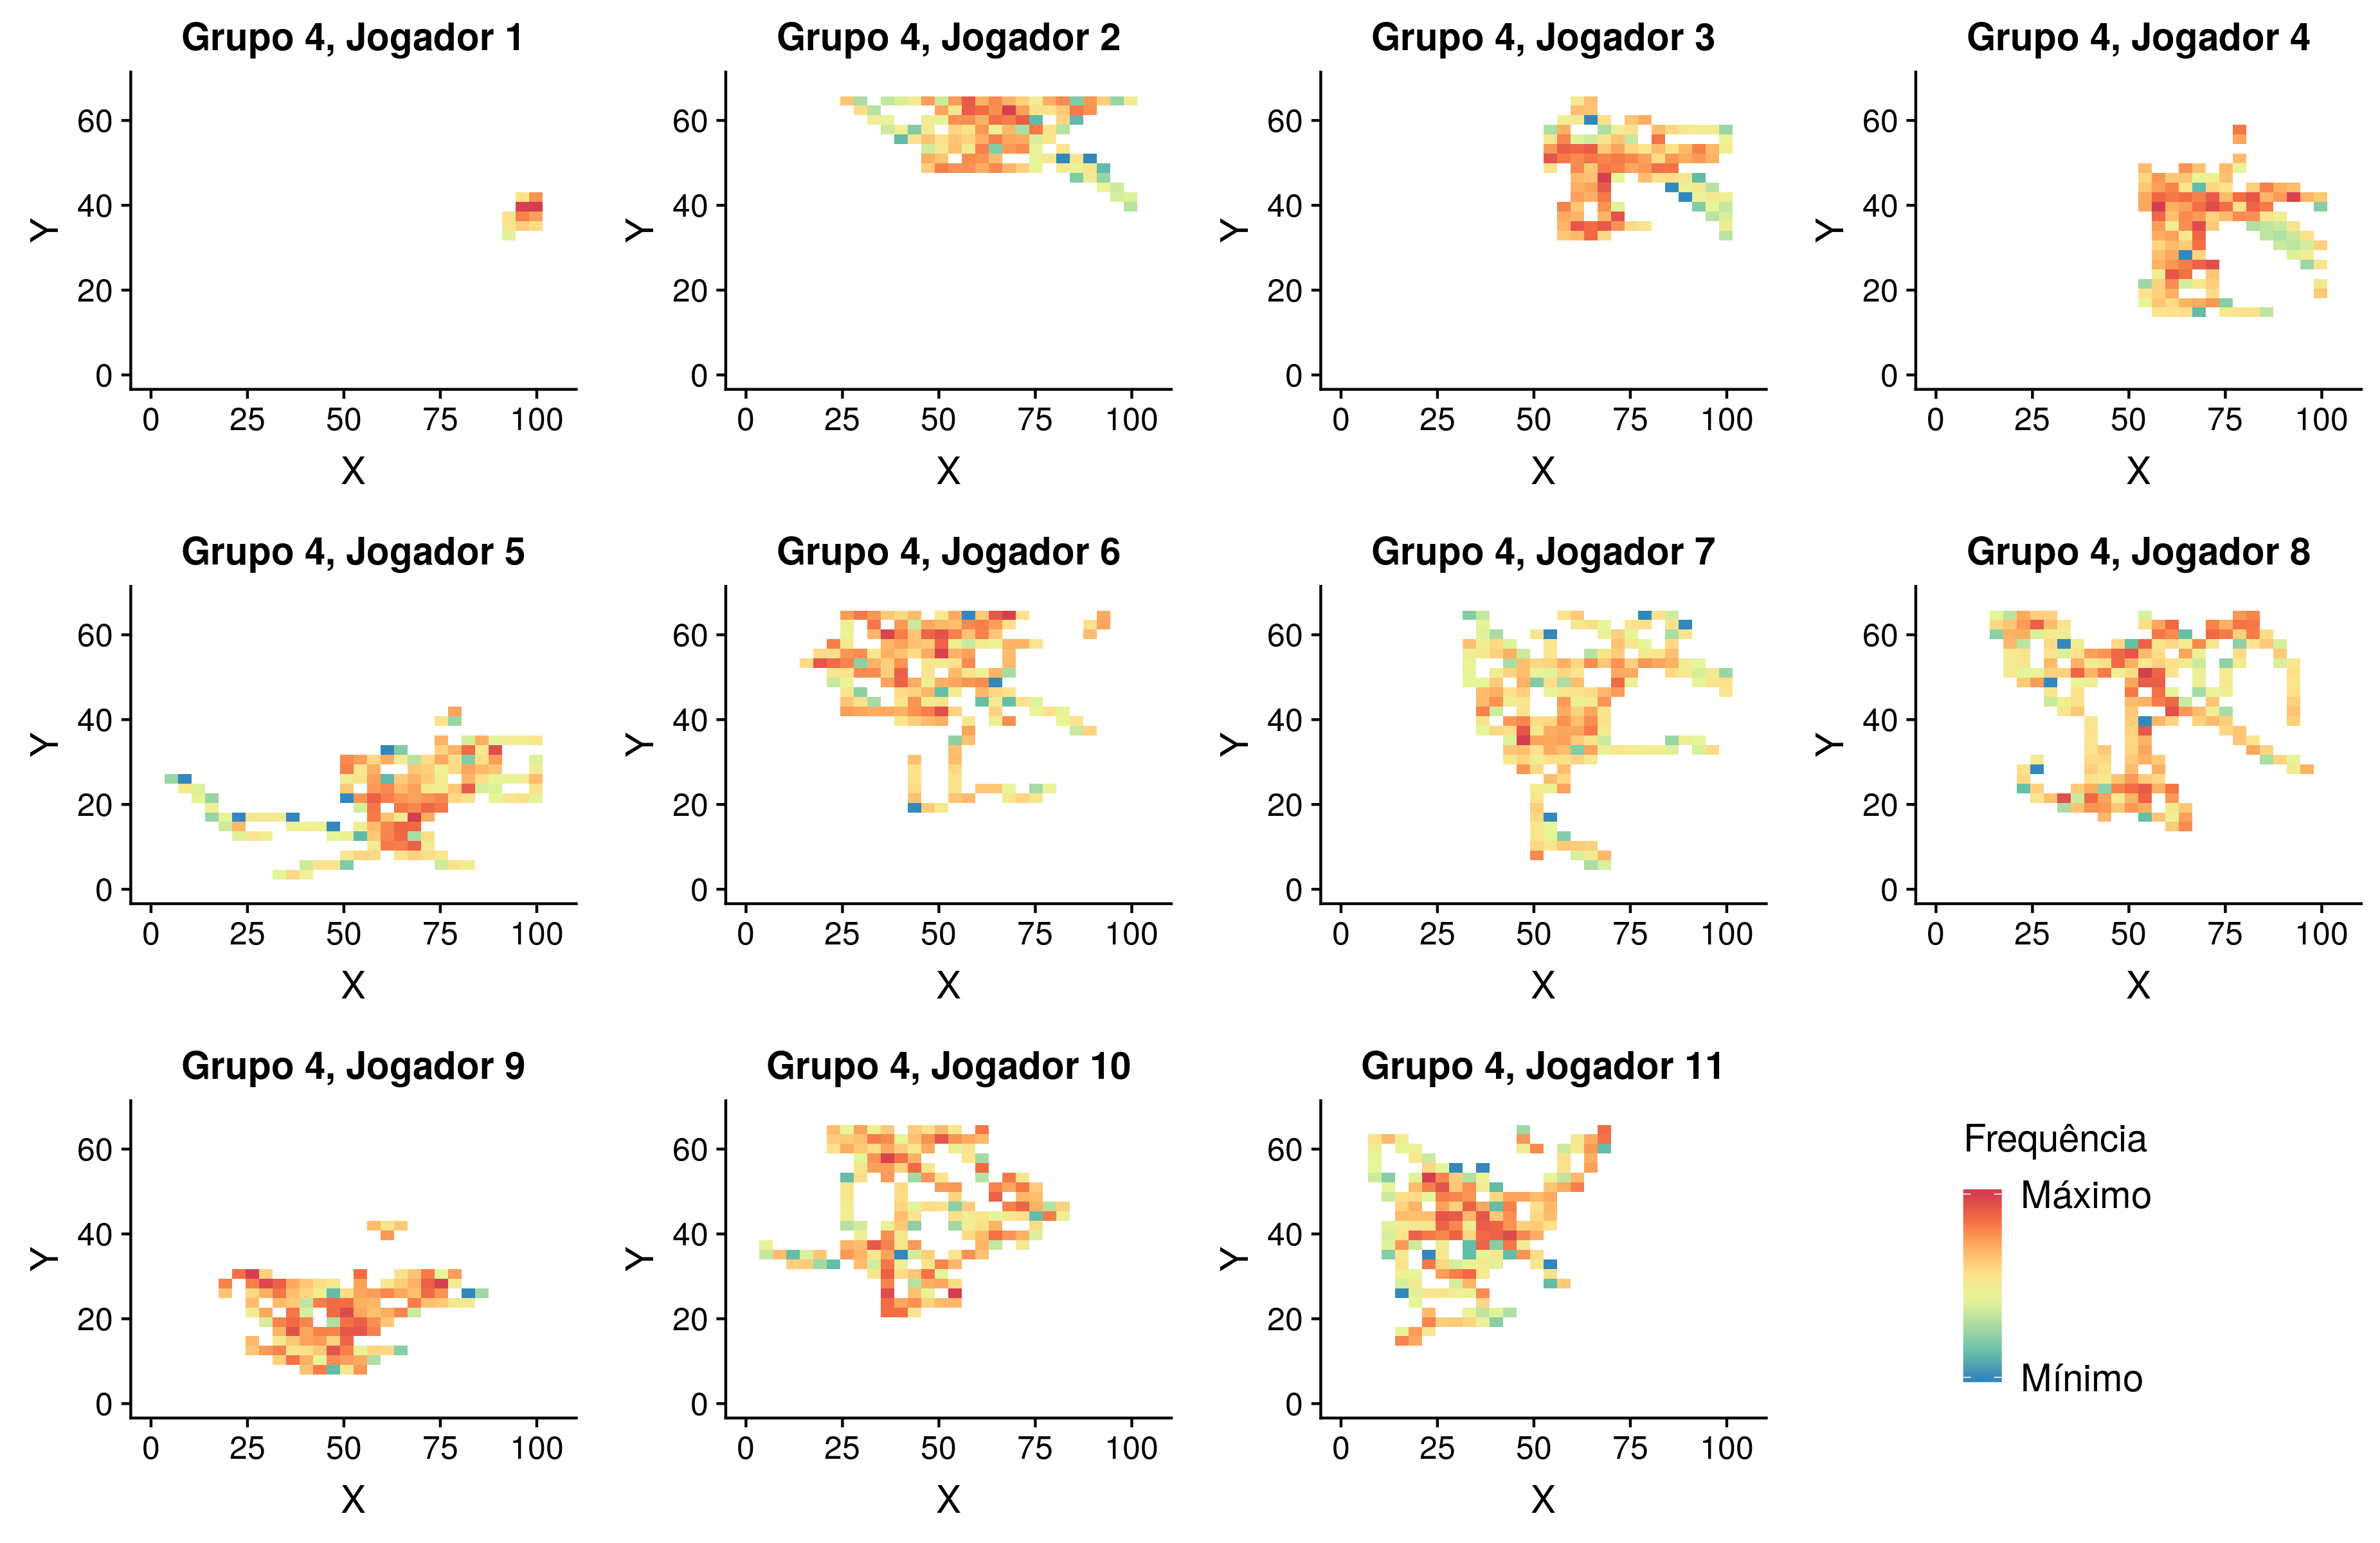 Grupo 4, Jogador 1
Grupo 4, Jogador 2
Grupo 4, Jogador 3
Grupo 4, Jogador 4
Y
60
40
20
0
0 25 50 75 100
X
Y
60
40
20
0
0 25 50 75 100
X
Y
60
40
20
0
0 25 50 75 100
X
Y
60
40
20
0
0 25 50 75 100
X
Grupo 4, Jogador 5
Grupo 4, Jogador 6
Grupo 4, Jogador 7
Grupo 4, Jogador 8
Y
60
40
20
0
0 25 50 75 100
X
Y
60
40
20
0
0 25 50 75 100
X
Y
60
40
20
0
0 25 50 75 100
X
Y
60
40
20
0
0 25 50 75 100
X
Grupo 4, Jogador 9
Grupo 4, Jogador 10
Grupo 4, Jogador 11
Y
60
40
20
0
0 25 50 75 100
X
Y
60
40
20
0
0 25 50 75 100
X
Y
60
40
20
0
0 25 50 75 100
X
Frequência
Máximo
Mínimo